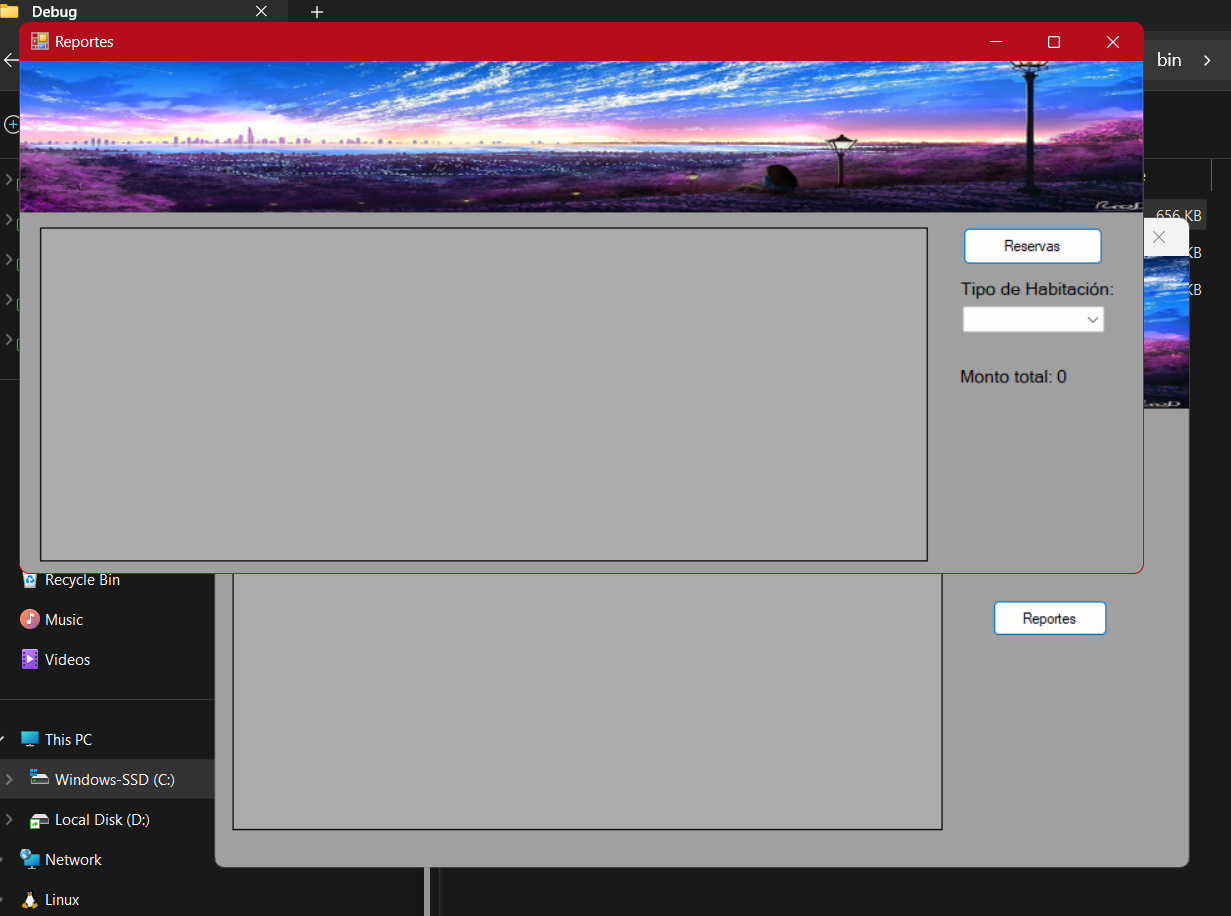 Debug
Reportes
bin
656 KB
Reservas
KB
Tipo de Habitación:
KB
Monto total: 0
Recycle Bin
Reportes
Music
Videos
This PC
Windows-SSD (C:)
Local Disk (D:)
Network
Linux